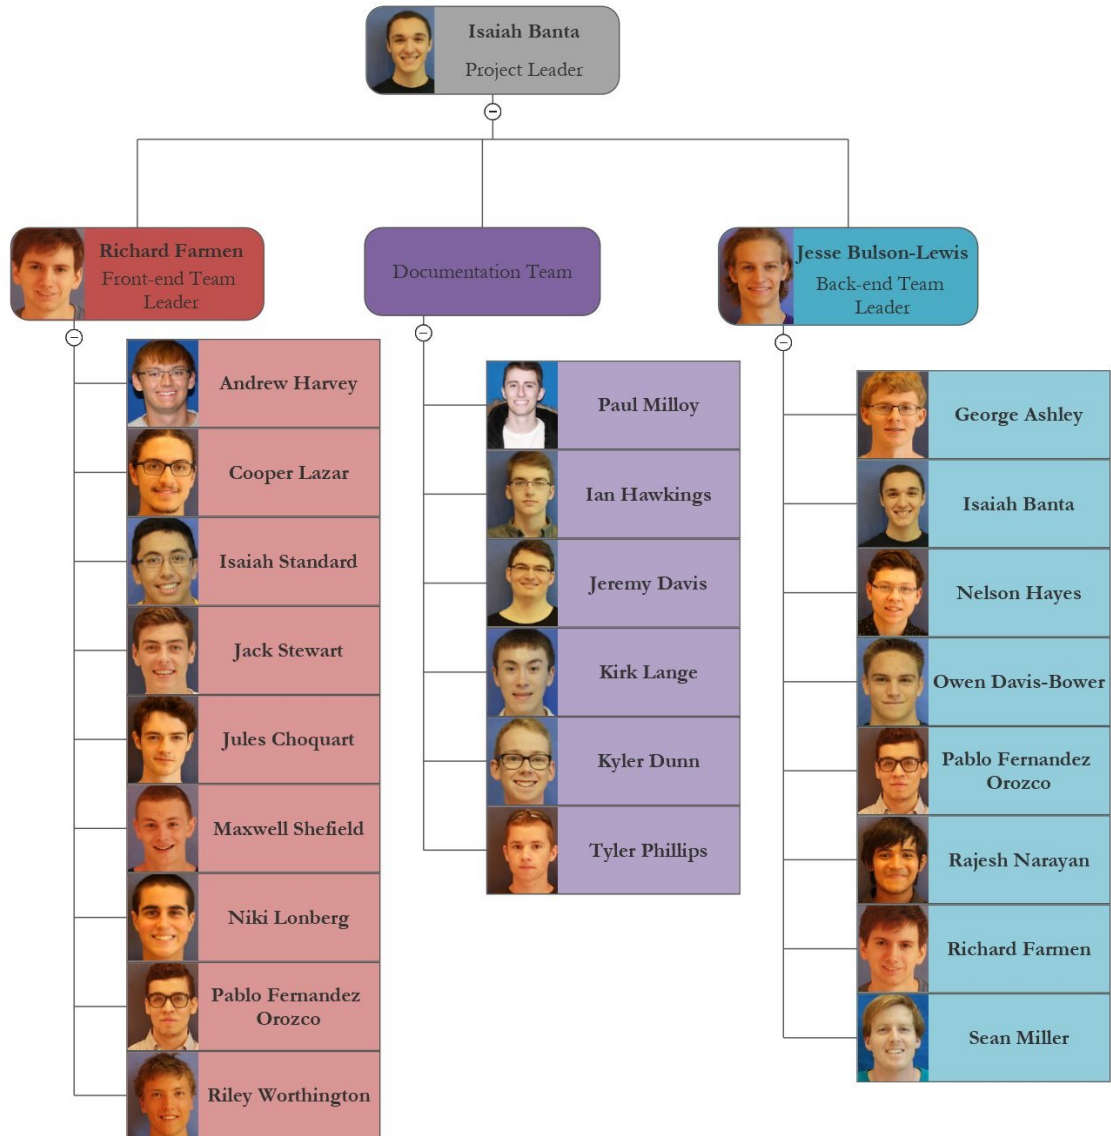 Isaiah Banta
Project Leader
Richard Farmen
Front-end Team
Leader
Documentation Team
Jesse Bulson-Lewis
Back-end Team
Leader
Andrew Harvey
Cooper Lazar
Isaiah Standard
Jack Stewart
Jules Choquart
Maxwell Shefield
Niki Lonberg
Pablo Fernandez
Orozco
Riley Worthington
Paul Milloy
Ian Hawkings
Jeremy Davis
Kirk Lange
Kyler Dunn
Tyler Phillips
George Ashley
Isaiah Banta
Nelson Hayes
Owen Davis-Bower
Pablo Fernandez
Orozco
Rajesh Narayan
Richard Farmen
Sean Miller